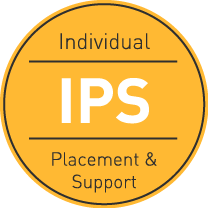 Individual
IPS
Placement &
Support